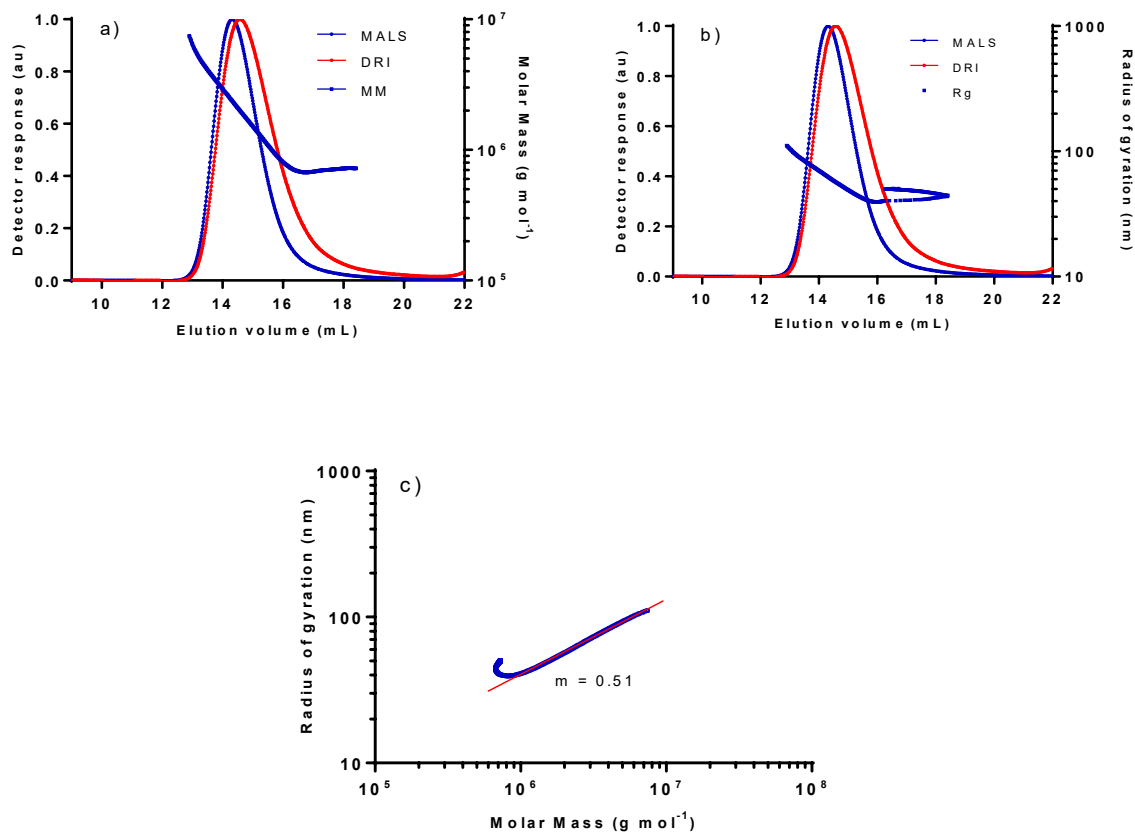 a)
MALS
DRI
MM
1.0
0.8
0.6
0.4
0.2
0.0
10 12 14 16 18 20 22
10⁷
10⁶
10⁵
Detector response (au)
Molar Mass (g mol⁻¹)
Elution volume (mL)
b)
MALS
DRI
Rg
1.0
0.8
0.6
0.4
0.2
0.0
10 12 14 16 18 20 22
1000
100
10
Detector response (au)
Radius of gyration (nm)
Elution volume (mL)
c)
1000
100
10
m = 0.51
10⁵ 10⁶ 10⁷ 10⁸
Radius of gyration (nm)
Molar Mass (g mol⁻¹)